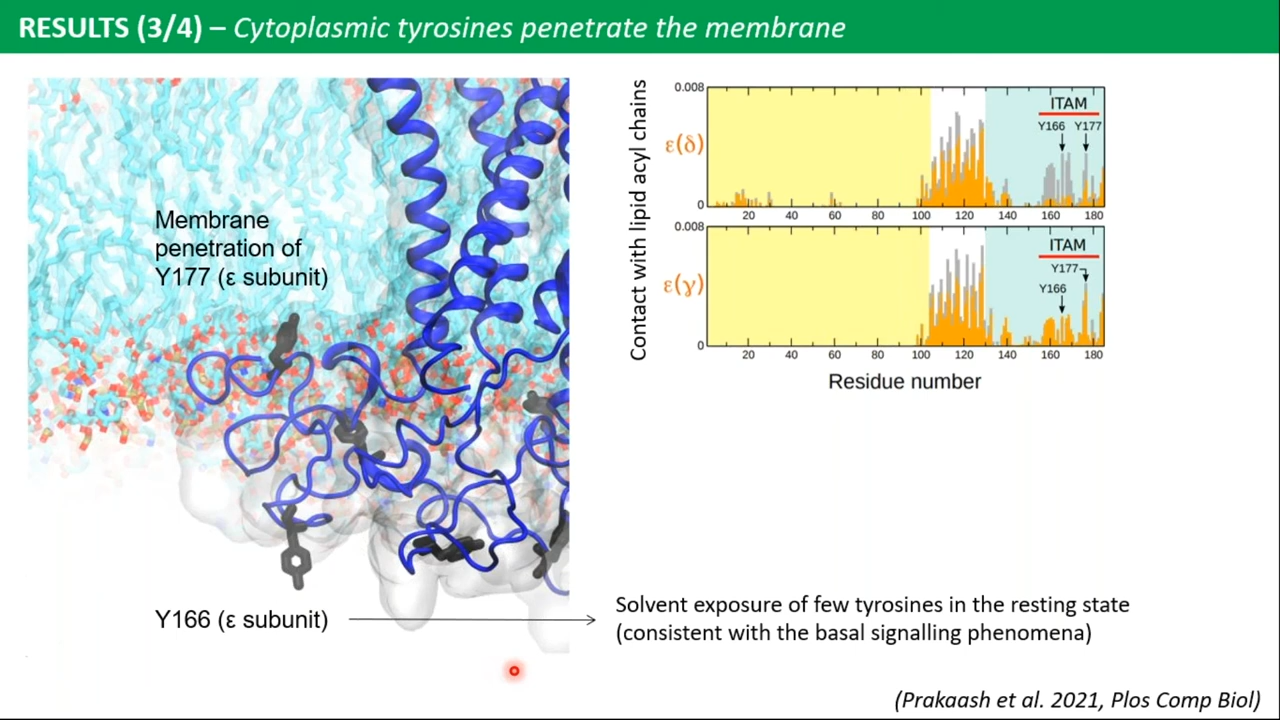 RESULTS (3/4) – Cytoplasmic tyrosines penetrate the membrane
Membrane
penetration of
Y177 (ε subunit)
Y166 (ε subunit)
Contact with lipid acyl chains
0.008
ε(δ)
0
ITAM
Y166 Y177
20 40 60 80 100 120 140 160 180
0.008
ε(γ)
0
ITAM
Y177
Y166
20 40 60 80 100 120 140 160 180
Residue number
Solvent exposure of few tyrosines in the resting state
(consistent with the basal signalling phenomena)
(Prakaash et al. 2021, Plos Comp Biol)